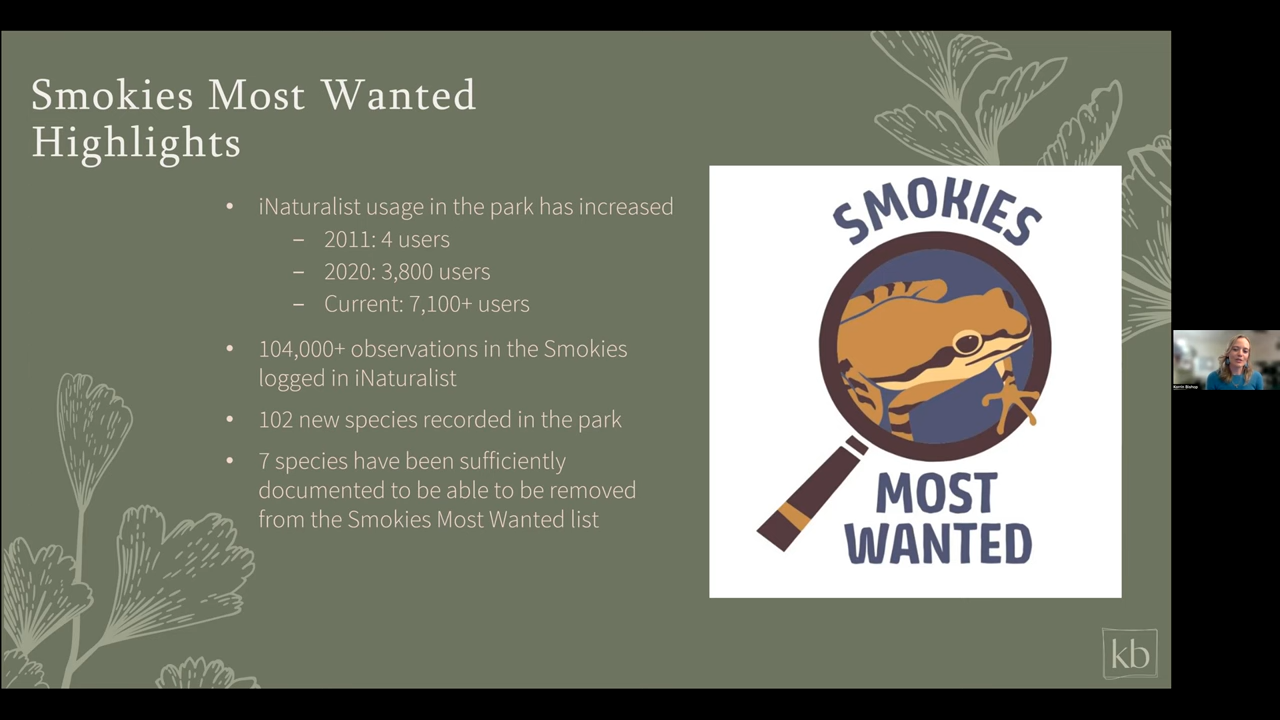 Smokies Most Wanted
Highlights
• iNaturalist usage in the park has increased
– 2011: 4 users
– 2020: 3,800 users
– Current: 7,100+ users
• 104,000+ observations in the Smokies
logged in iNaturalist
• 102 new species recorded in the park
• 7 species have been sufficiently
documented to be able to be removed
from the Smokies Most Wanted list
SMOKIES
MOST
WANTED
Kerrin Bishop
kb